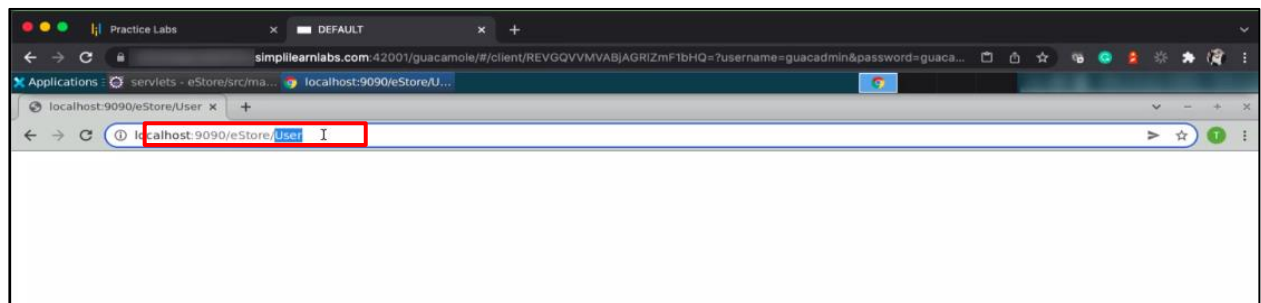 Practice Labs DEFAULT
simplilearnlabs.com:42001/guacamole/#/client/REVGQVVMVABjAGRlZmF1bHQ=?username=guacadmin&password=guaca...
Applications servlets - eStore/src/ma... localhost:9090/eStore/U...
localhost:9090/eStore/User
localhost:9090/eStore/User
T